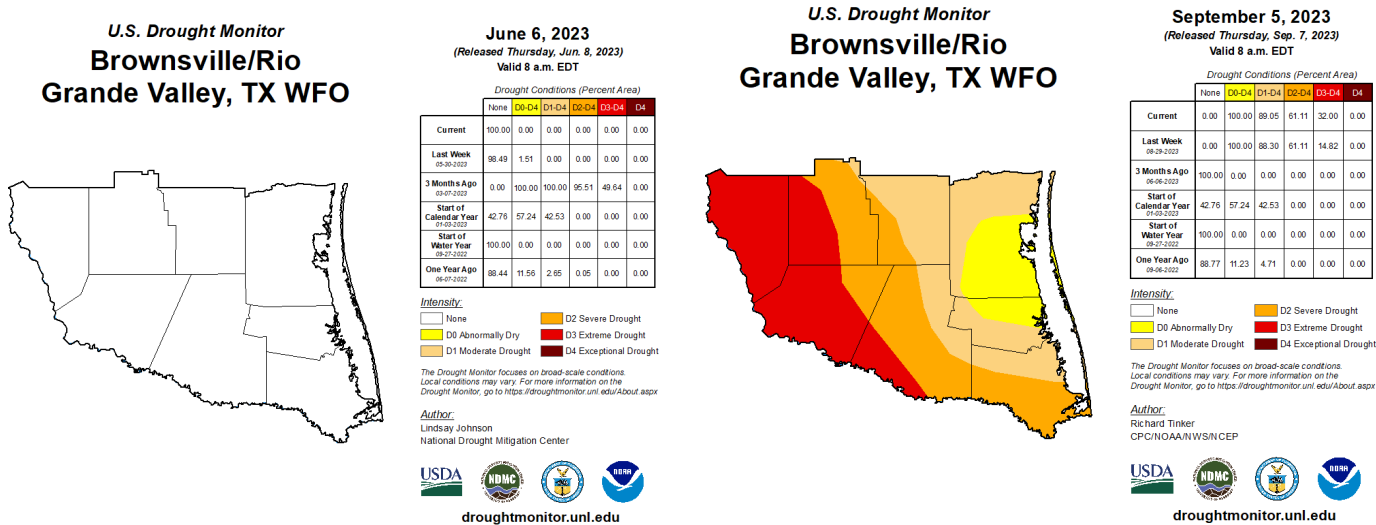 U.S. Drought Monitor
Brownsville/Rio
Grande Valley, TX WFO
June 6, 2023
(Released Thursday, Jun. 8, 2023)
Valid 8 a.m. EDT
Drought Conditions (Percent Area)
None D0-D4 D1-D4 D2-D4 D3-D4 D4
Current 100.00 0.00 0.00 0.00 0.00 0.00
Last Week 98.49 1.51 0.00 0.00 0.00 0.00
05-30-2023
3 Months Ago 0.00 100.00 100.00 95.51 49.64 0.00
03-07-2023
Start of
Calendar Year 42.76 57.24 42.53 0.00 0.00 0.00
01-03-2023
Start of
Water Year 100.00 0.00 0.00 0.00 0.00 0.00
09-27-2022
One Year Ago 88.44 11.56 2.65 0.05 0.00 0.00
06-07-2022
Intensity:
None
D0 Abnormally Dry
D1 Moderate Drought
D2 Severe Drought
D3 Extreme Drought
D4 Exceptional Drought
The Drought Monitor focuses on broad-scale conditions.
Local conditions may vary. For more information on the
Drought Monitor, go to https://droughtmonitor.unl.edu/About.aspx
Author:
Lindsay Johnson
National Drought Mitigation Center
USDA
NDMC
NOAA
droughtmonitor.unl.edu
U.S. Drought Monitor
Brownsville/Rio
Grande Valley, TX WFO
September 5, 2023
(Released Thursday, Sep. 7, 2023)
Valid 8 a.m. EDT
Drought Conditions (Percent Area)
None D0-D4 D1-D4 D2-D4 D3-D4 D4
Current 0.00 100.00 89.05 61.11 32.00 0.00
Last Week 0.00 100.00 88.30 61.11 14.82 0.00
08-29-2023
3 Months Ago 100.00 0.00 0.00 0.00 0.00 0.00
06-06-2023
Start of
Calendar Year 42.76 57.24 42.53 0.00 0.00 0.00
01-03-2023
Start of
Water Year 100.00 0.00 0.00 0.00 0.00 0.00
09-27-2022
One Year Ago 88.77 11.23 4.71 0.00 0.00 0.00
09-06-2022
Intensity:
None
D0 Abnormally Dry
D1 Moderate Drought
D2 Severe Drought
D3 Extreme Drought
D4 Exceptional Drought
The Drought Monitor focuses on broad-scale conditions.
Local conditions may vary. For more information on the
Drought Monitor, go to https://droughtmonitor.unl.edu/About.aspx
Author:
Richard Tinker
CPC/NOAA/NWS/NCEP
USDA
NDMC
NOAA
droughtmonitor.unl.edu